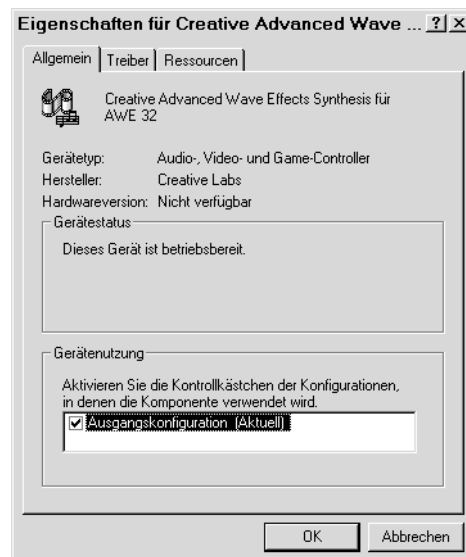 Eigenschaften für Creative Advanced Wave ... ? ×
Allgemein Treiber Ressourcen
Creative Advanced Wave Effects Synthesis für
AWE 32
Gerätetyp: Audio-, Video- und Game-Controller
Hersteller: Creative Labs
Hardwareversion: Nicht verfügbar
Gerätestatus
Dieses Gerät ist betriebsbereit.
Gerätenutzung
Aktivieren Sie die Kontrollkästchen der Konfigurationen,
in denen die Komponente verwendet wird.
Ausgangskonfiguration (Aktuell)
OK Abbrechen